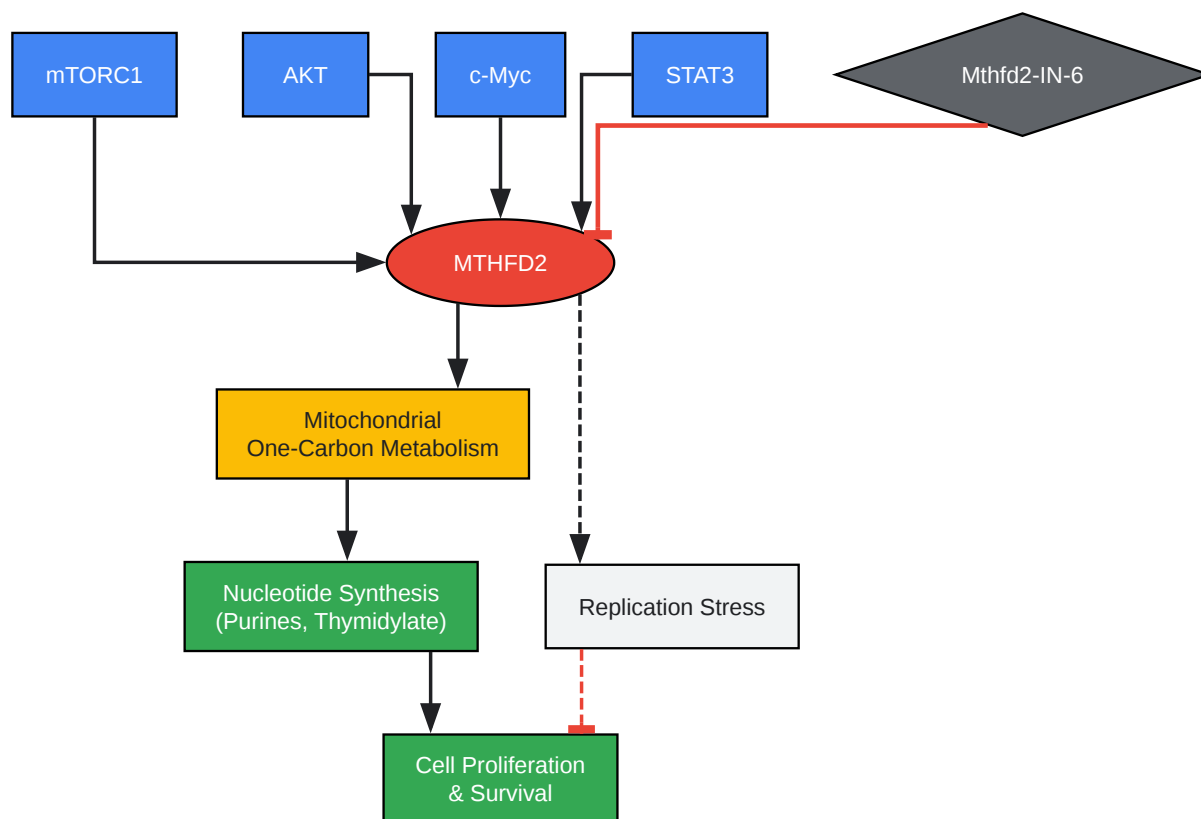 mTORC1
AKT
c-Myc
STAT3
Mthfd2-IN-6
MTHFD2
Mitochondrial
One-Carbon Metabolism
Nucleotide Synthesis
(Purines, Thymidylate)
Replication Stress
Cell Proliferation
& Survival